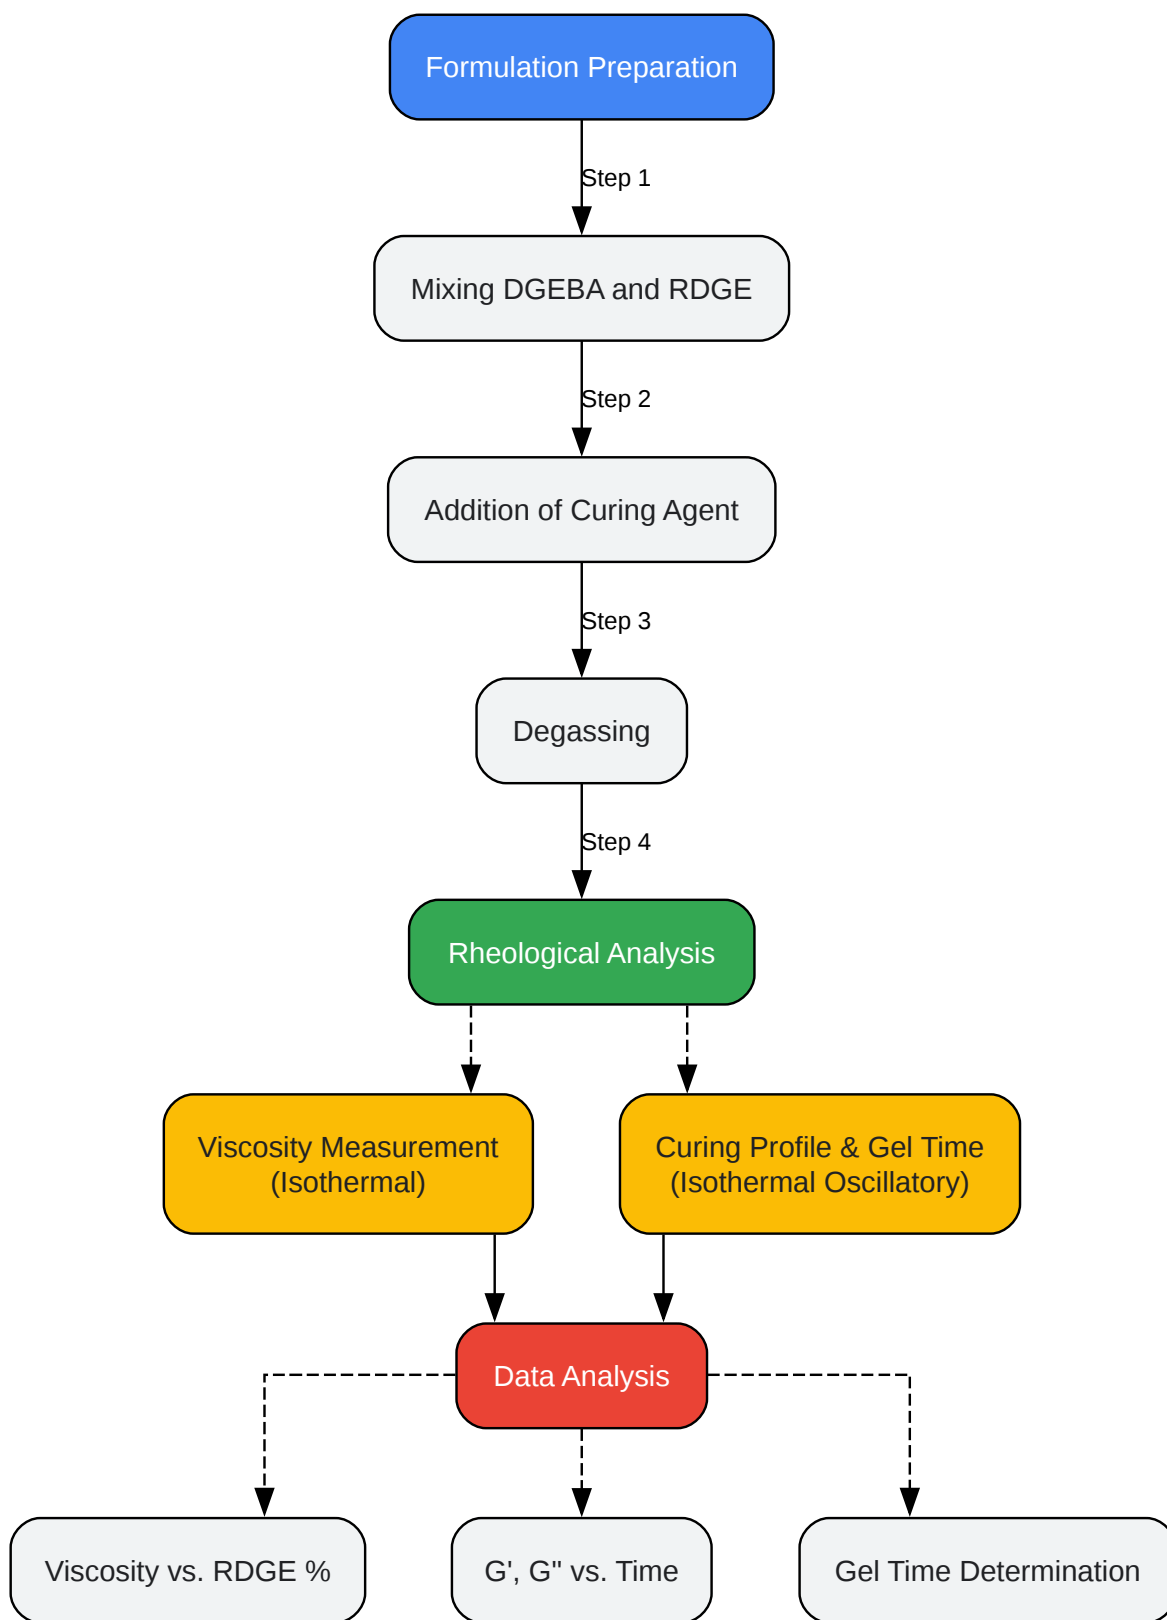 Formulation Preparation
Step 1
Mixing DGEBA and RDGE
Step 2
Addition of Curing Agent
Step 3
Degassing
Step 4
Rheological Analysis
Viscosity Measurement
(Isothermal)
Curing Profile & Gel Time
(Isothermal Oscillatory)
Data Analysis
Viscosity vs. RDGE %
G', G" vs. Time
Gel Time Determination